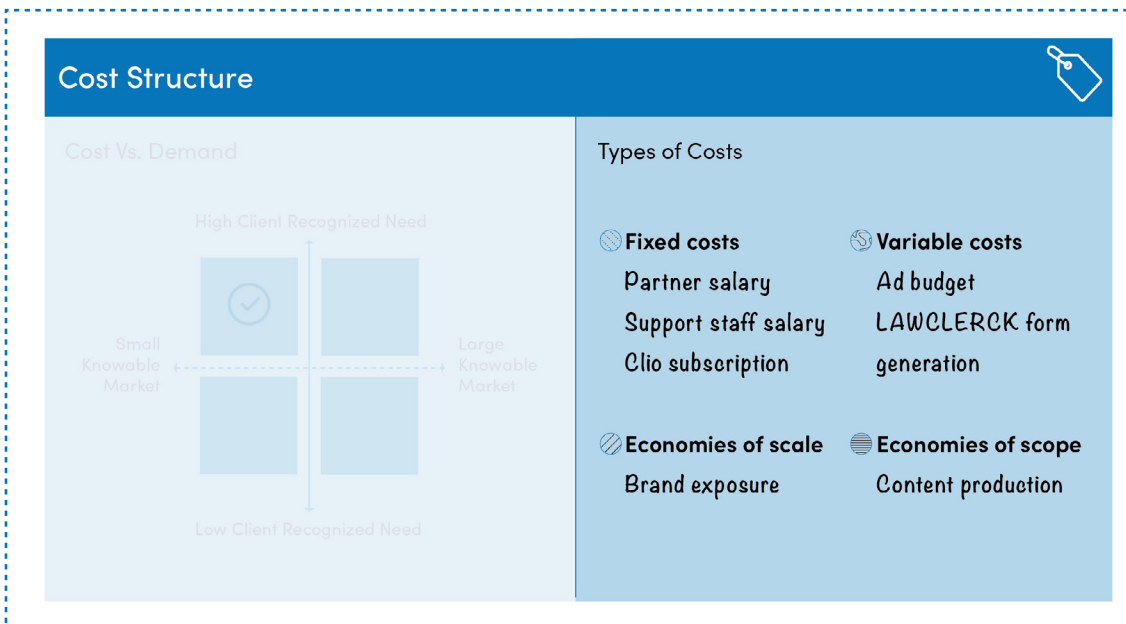 Cost Structure
Cost Vs. Demand
High Client Recognized Need
Small
Knowable
Market
Large
Knowable
Market
Low Client Recognized Need
Types of Costs
Fixed costs
Partner salary
Support staff salary
Clio subscription
Variable costs
Ad budget
LAWCLERCK form
generation
Economies of scale
Brand exposure
Economies of scope
Content production